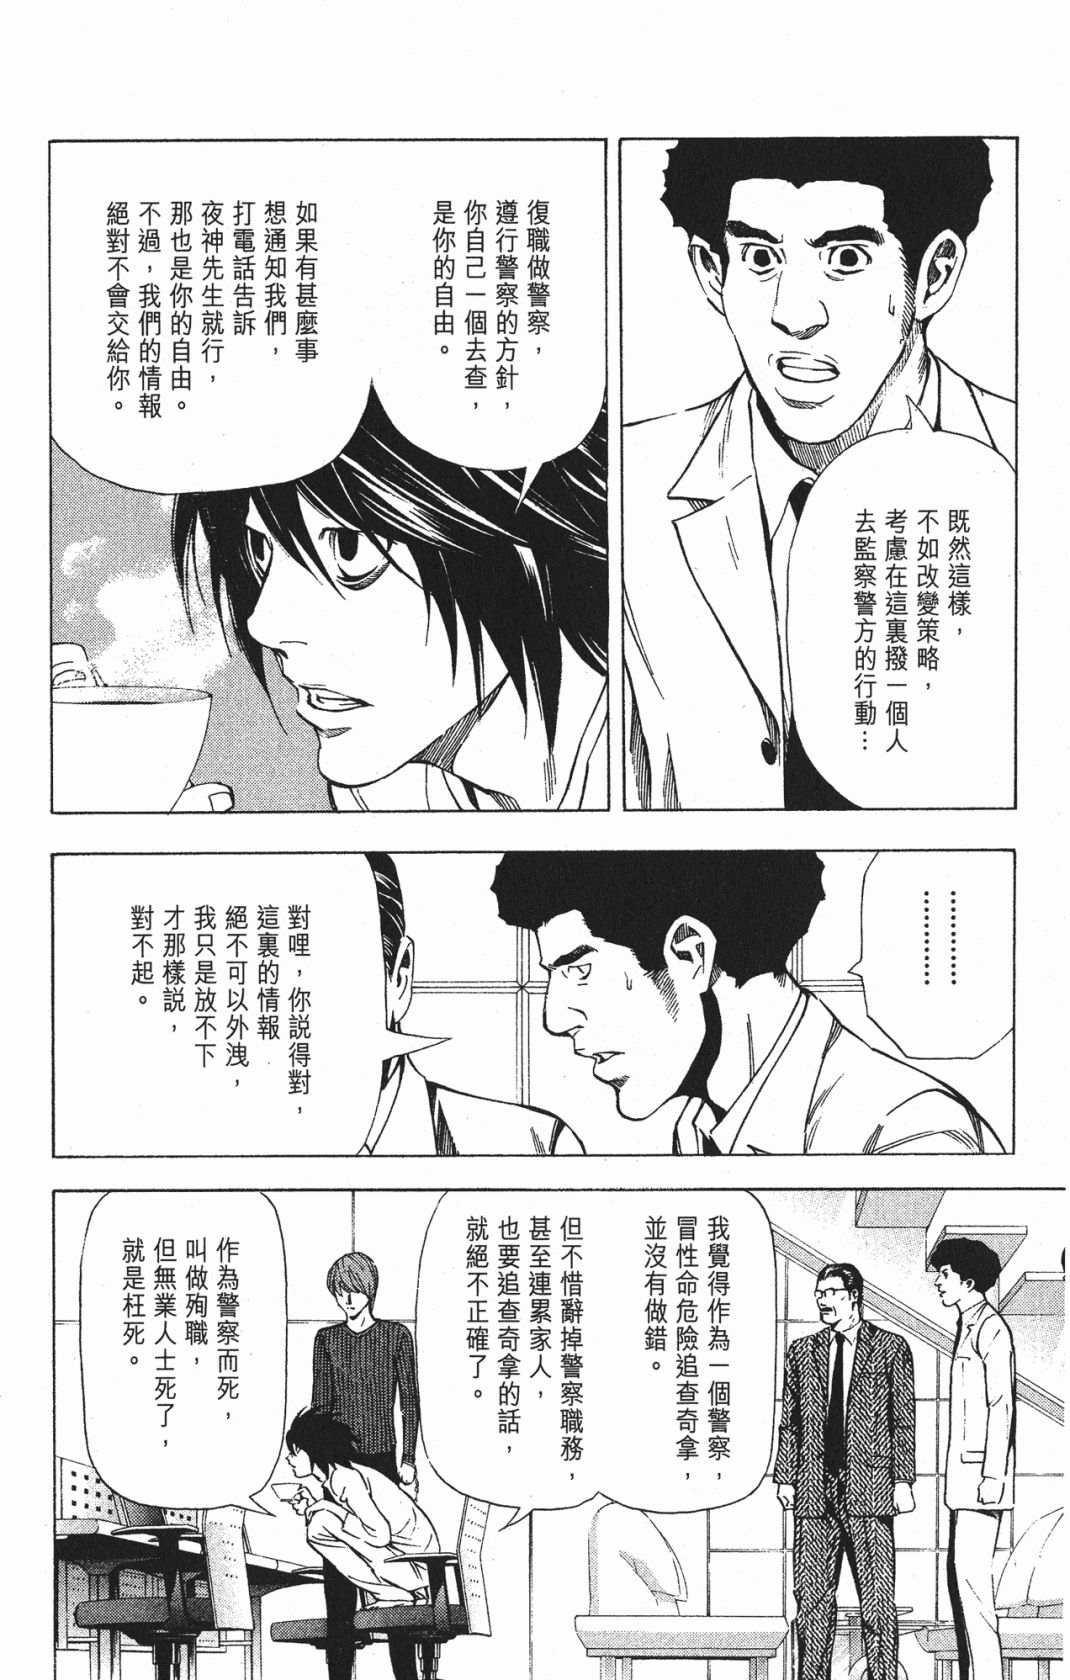 既然這樣，
不如改變策略，
考慮在這裏撥一個人
去監察警方的行動…
復職做警察，
遵行警察的方針，
你自己一個去查，
是你的自由。
如果有甚麼事
想通知我們，
打電話告訴
夜神先生就行，
那也是你的自由。
不過，我們的情報
絕對不會交給你。
…………
…………
對哩，你説得對，
這裏的情報
絕不可以外洩，
我只是放不下
才那樣説，
對不起。
我覺得作為一個警察，
冒性命危險追查奇拿，
並沒有做錯。
但不惜辭掉警察職務，
甚至連累家人，
也要追查奇拿的話，
就絕不正確了。
作為警察而死，
叫做殉職，
但無業人士死了，
就是枉死。